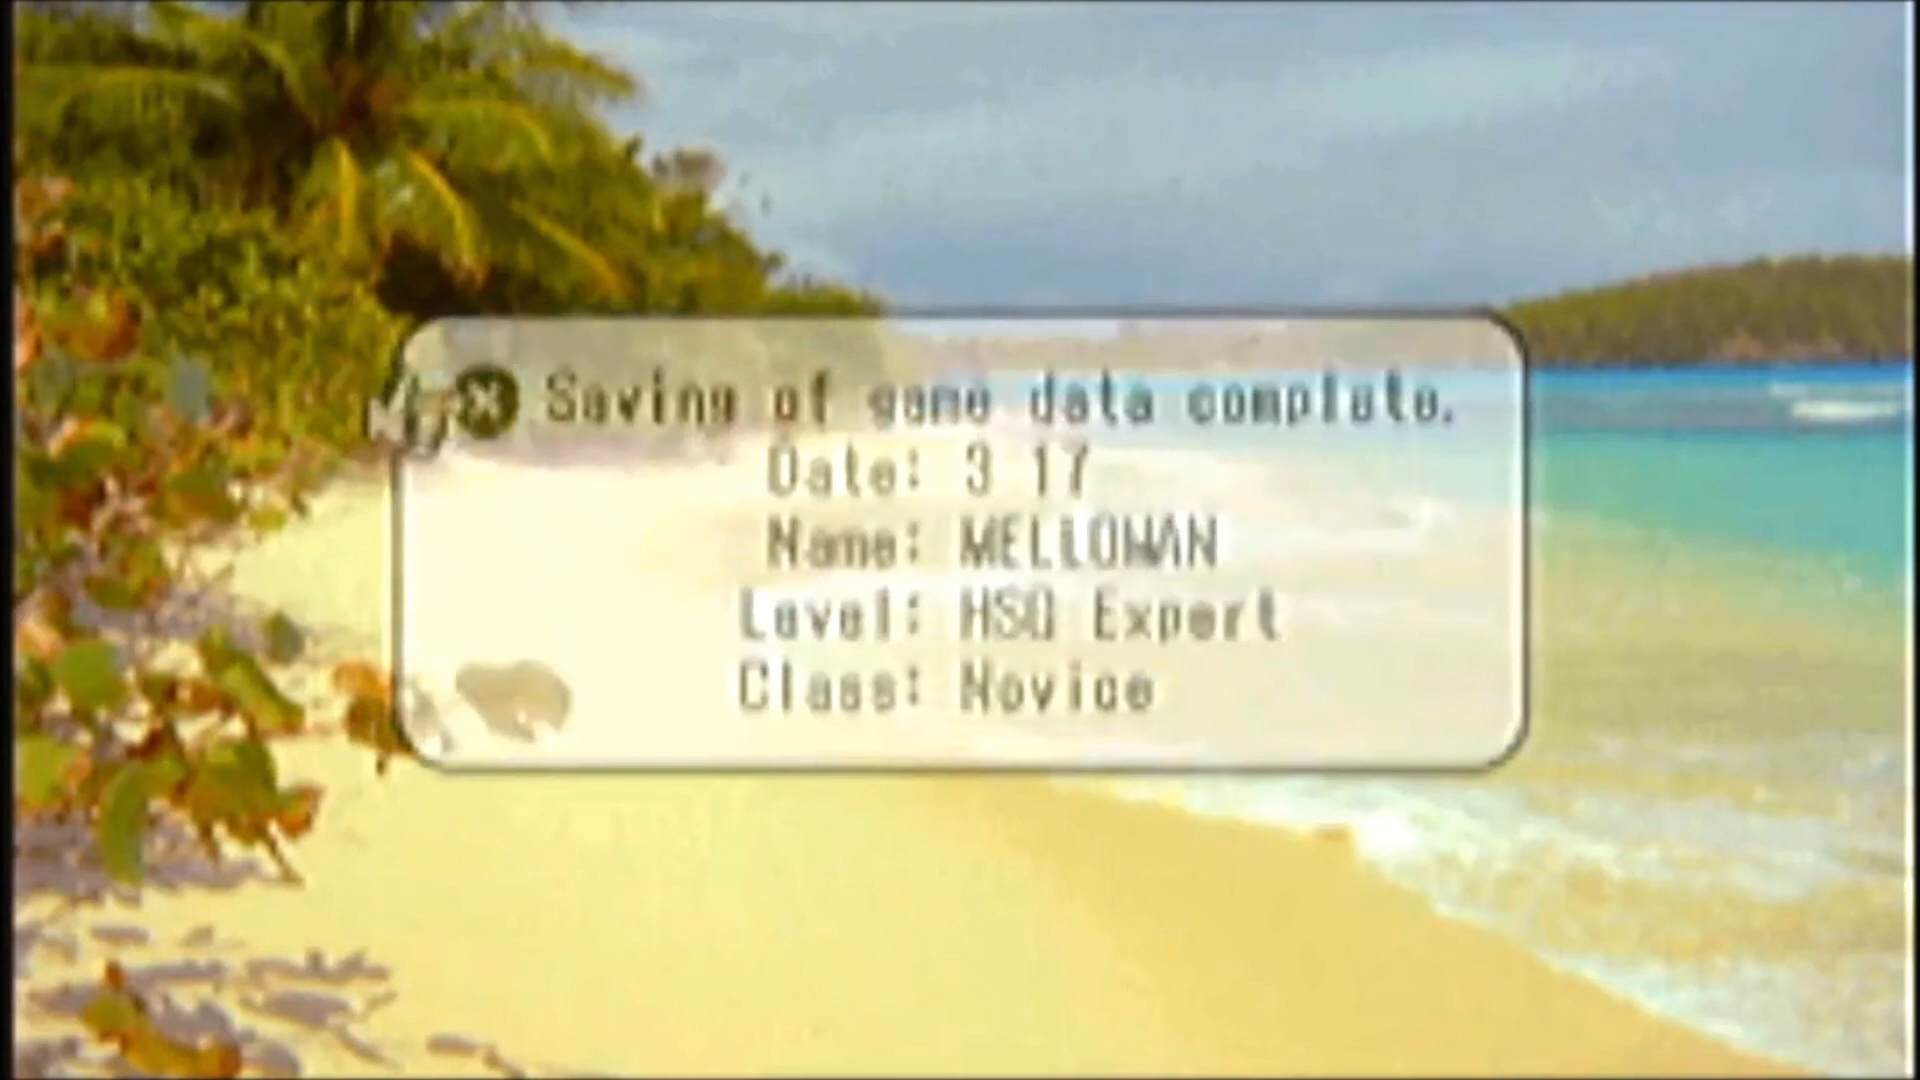 Saving of game data complete.
Date: 3 17
Name: MELLOWAN
Level: HSQ Expert
Class: Novice